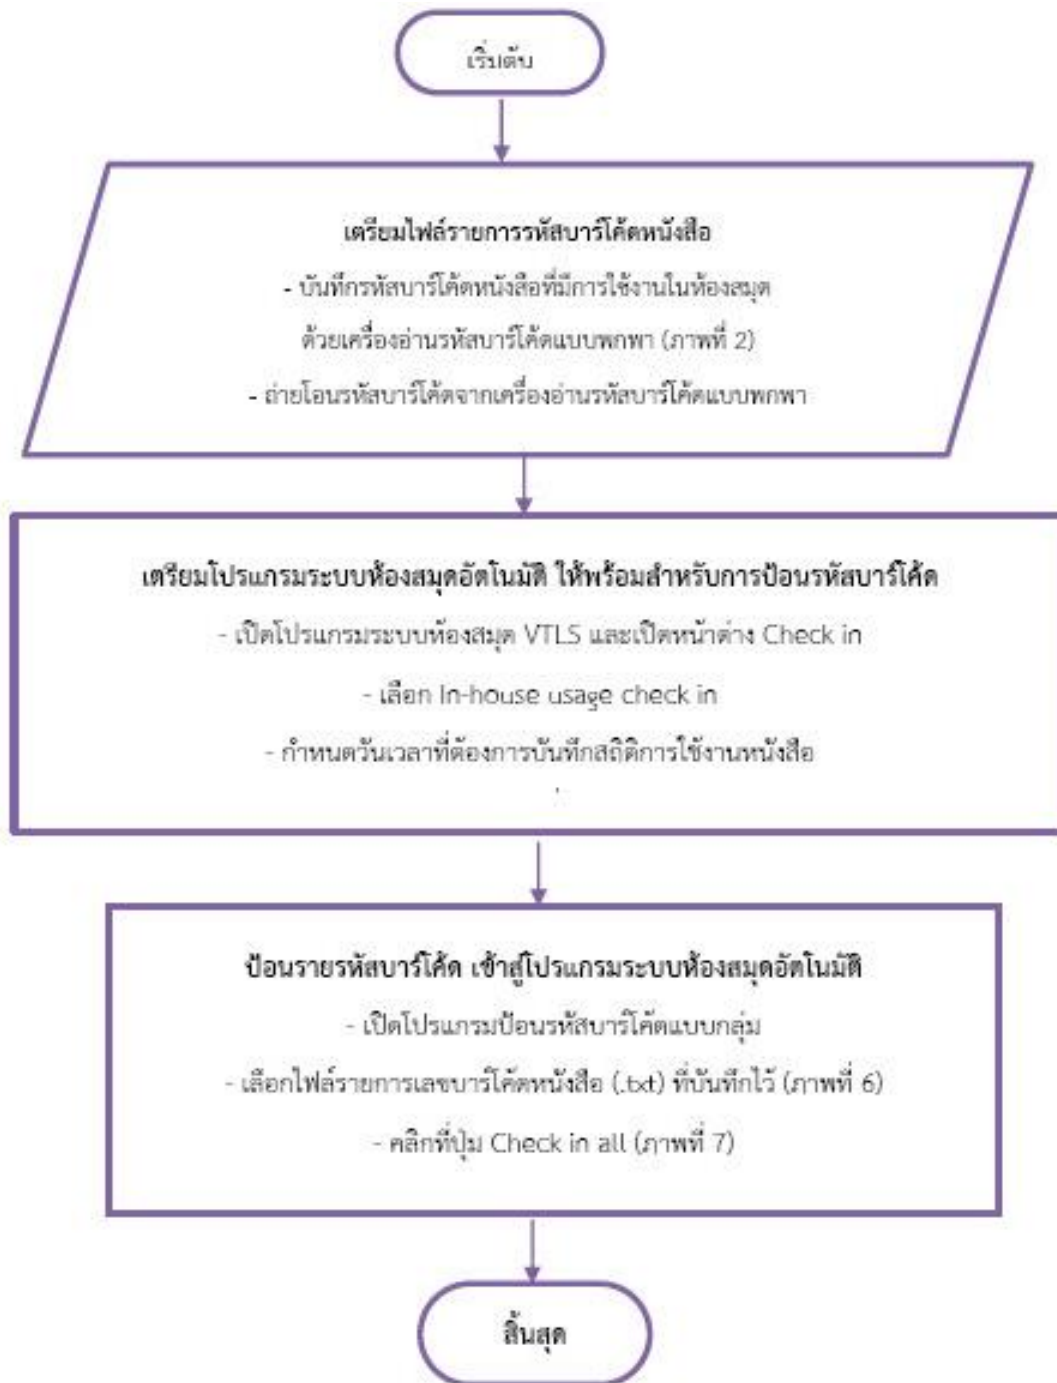 เริ่มต้น
เตรียมไฟล์รายการรหัสบาร์โค้ดหนังสือ
- บันทึกรหัสบาร์โค้ดหนังสือที่มีการใช้งานในห้องสมุด
ด้วยเครื่องอ่านรหัสบาร์โค้ดแบบพกพา (ภาพที่ 2)
- ถ่ายโอนรหัสบาร์โค้ดจากเครื่องอ่านรหัสบาร์โค้ดแบบพกพา
เตรียมโปรแกรมระบบห้องสมุดอัตโนมัติ ให้พร้อมสำหรับการป้อนรหัสบาร์โค้ด
- เปิดโปรแกรมระบบห้องสมุด VTLS และเปิดหน้าต่าง Check in
- เลือก In-house usage check in
- กำหนดวันเวลาที่ต้องการบันทึกสถิติการใช้งานหนังสือ
ป้อนรายรหัสบาร์โค้ด เข้าสู่โปรแกรมระบบห้องสมุดอัตโนมัติ
- เปิดโปรแกรมป้อนรหัสบาร์โค้ดแบบกลุ่ม
- เลือกไฟล์รายการเลขบาร์โค้ดหนังสือ (.txt) ที่บันทึกไว้ (ภาพที่ 6)
- คลิกที่ปุ่ม Check in all (ภาพที่ 7)
สิ้นสุด